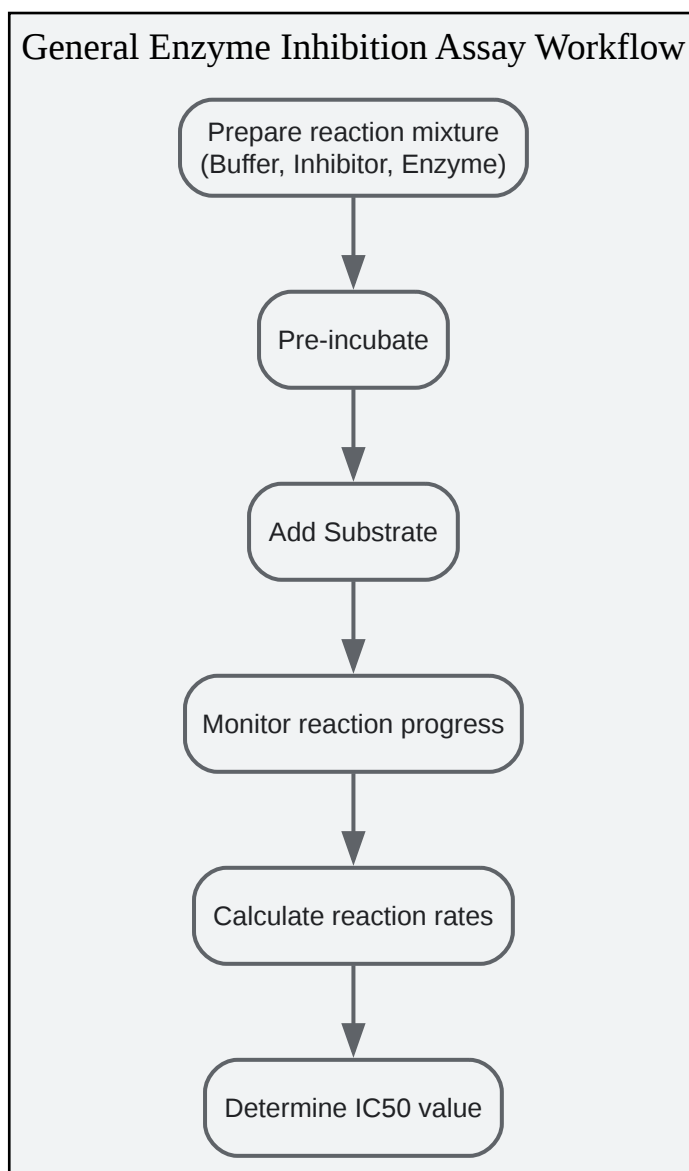 General Enzyme Inhibition Assay Workflow
Prepare reaction mixture
(Buffer, Inhibitor, Enzyme)
Pre-incubate
Add Substrate
Monitor reaction progress
Calculate reaction rates
Determine IC50 value